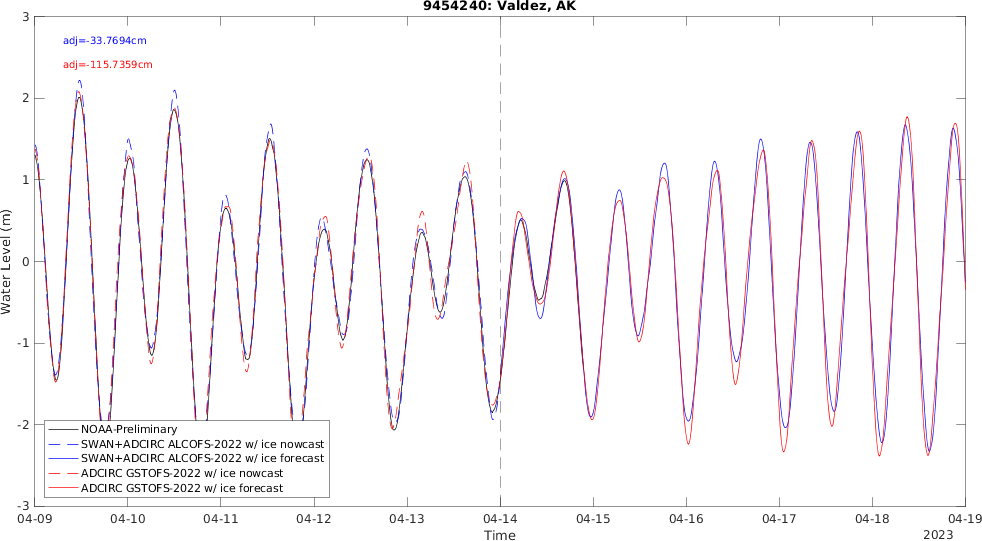 9454240: Valdez, AK
adj=-33.7694cm
adj=-115.7359cm
Water Level (m)
3
2
1
0
-1
-2
-3
NOAA-Preliminary
SWAN+ADCIRC ALCOFS-2022 w/ ice nowcast
SWAN+ADCIRC ALCOFS-2022 w/ ice forecast
ADCIRC GSTOFS-2022 w/ ice nowcast
ADCIRC GSTOFS-2022 w/ ice forecast
04-09 04-10 04-11 04-12 04-13 04-14 04-15 04-16 04-17 04-18 04-19
Time
2023